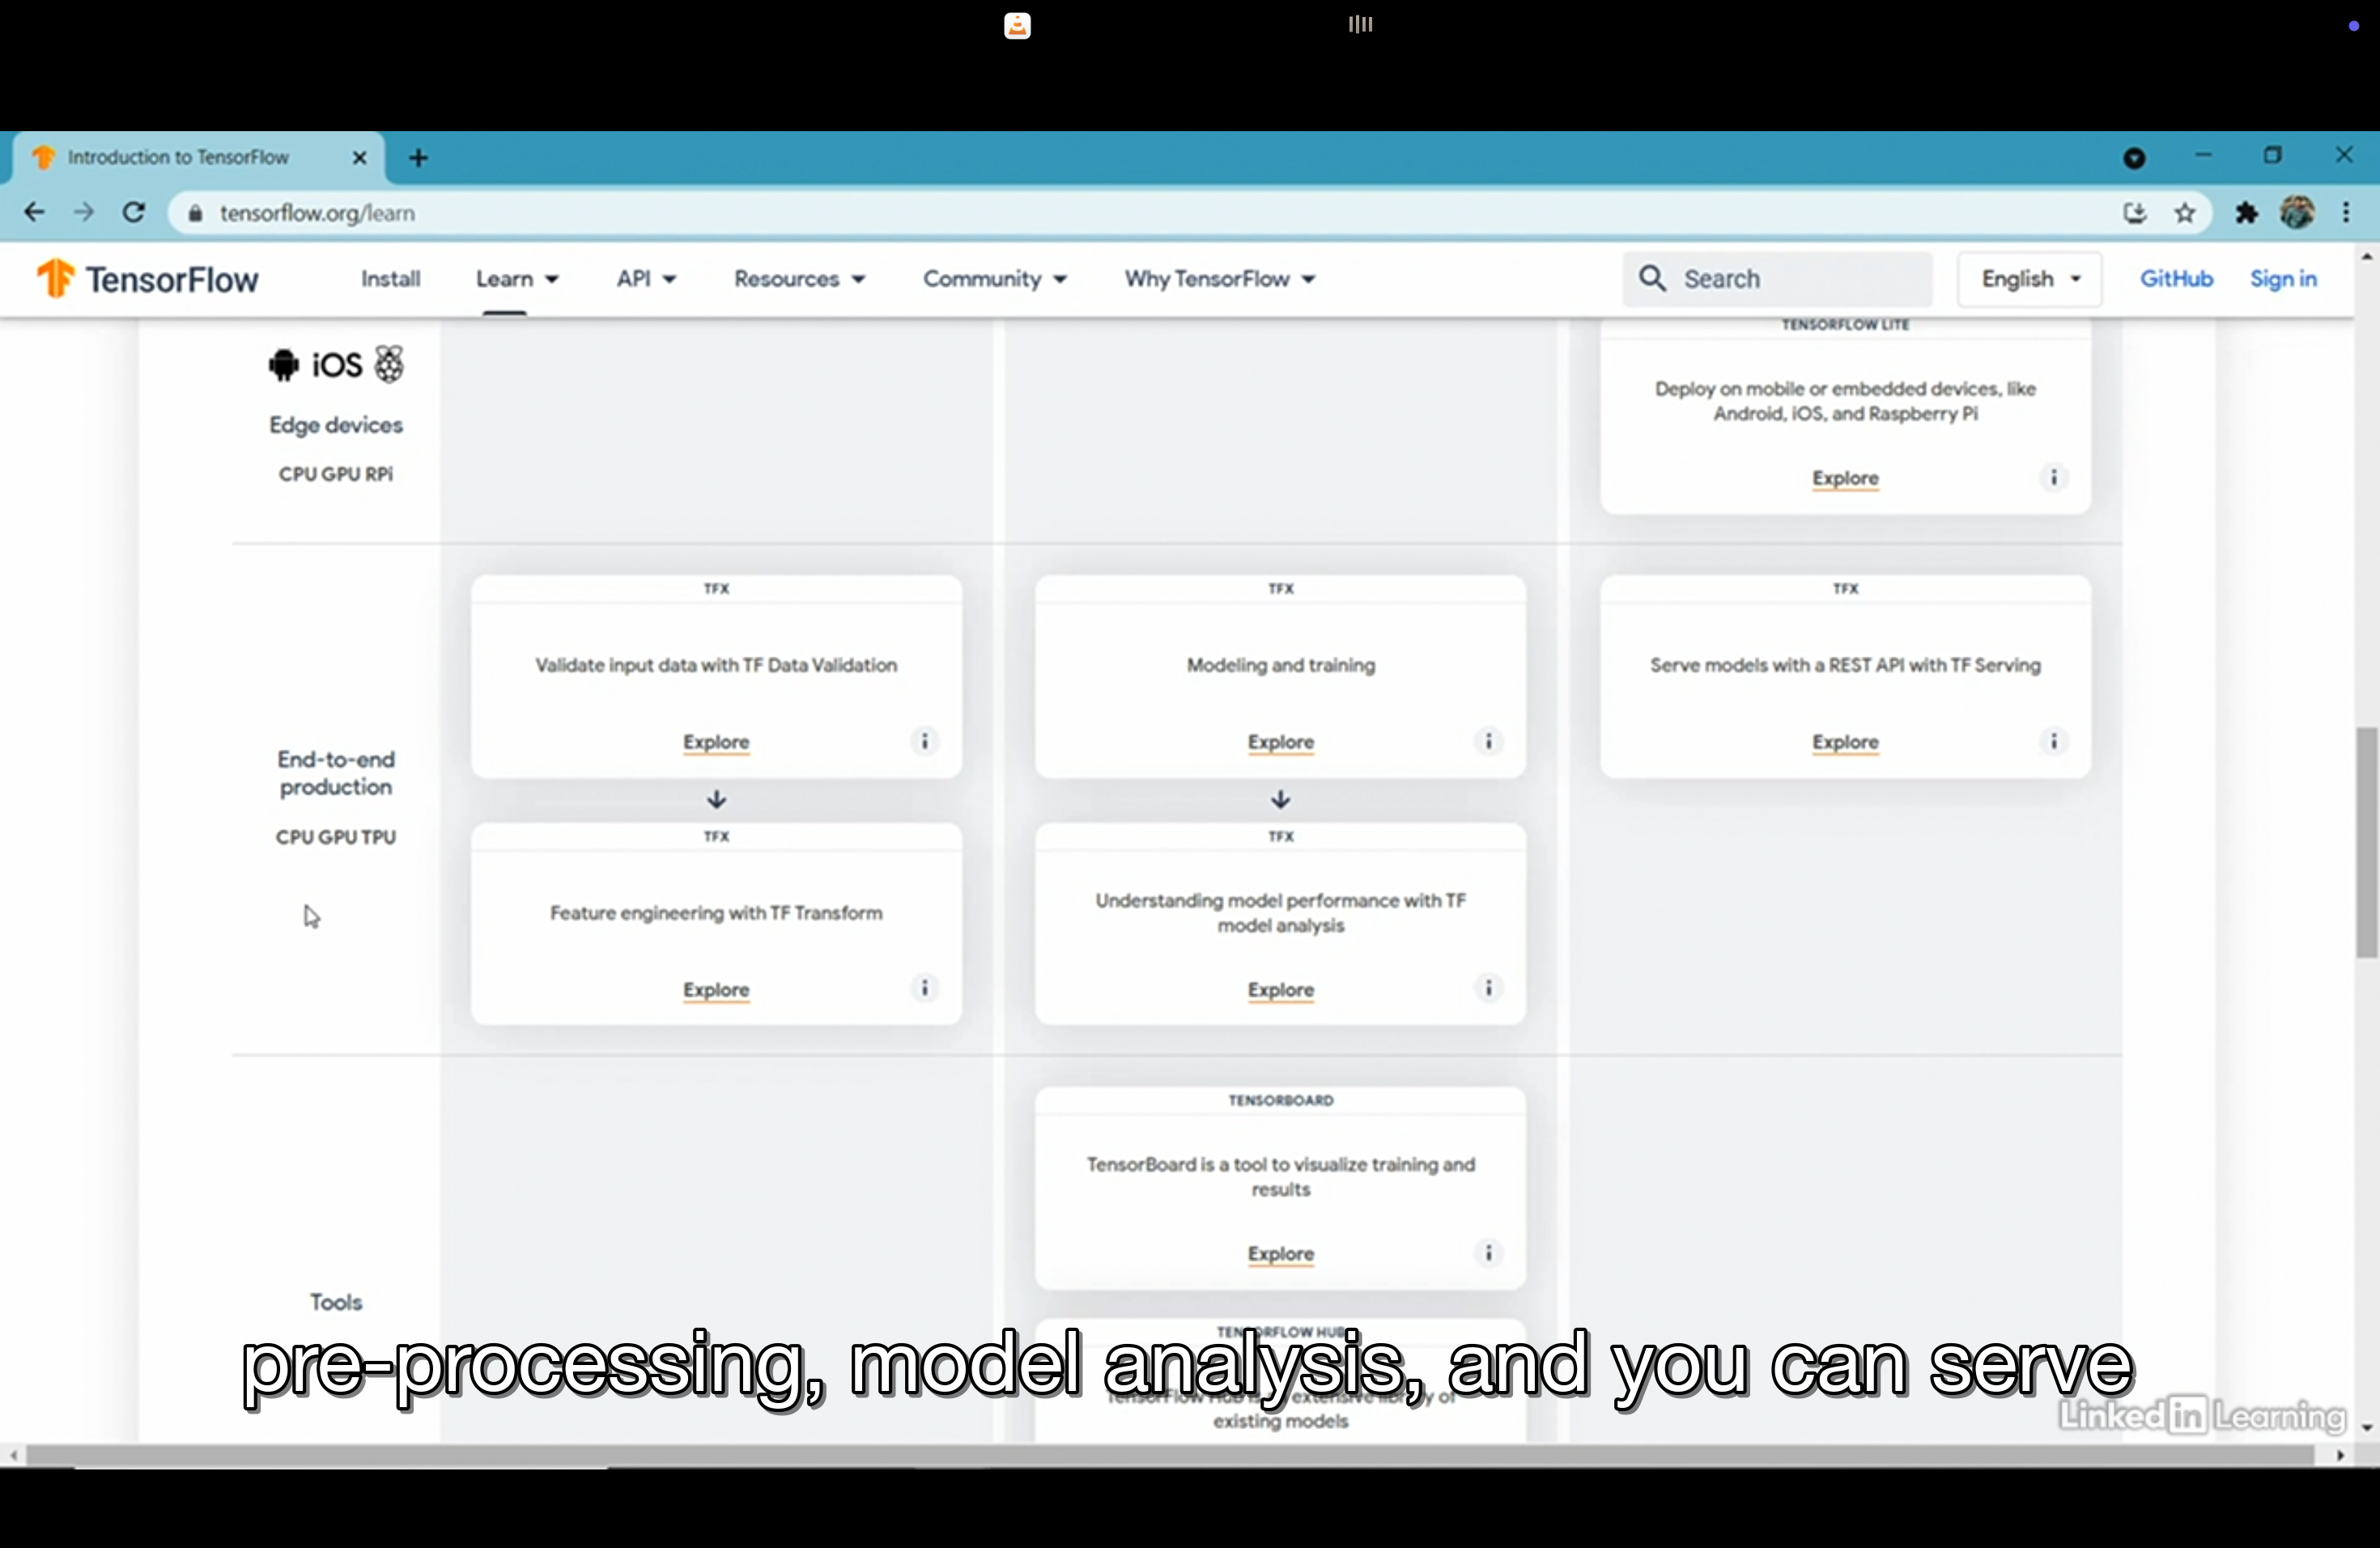 Introduction to TensorFlow
tensorflow.org/learn
TensorFlow
Install
Learn
API
Resources
Community
Why TensorFlow
Search
English
GitHub
Sign in
iOS
Edge devices
CPU GPU RPi
TENSORFLOW LITE
Deploy on mobile or embedded devices, like
Android, iOS, and Raspberry Pi
Explore
End-to-end
production
CPU GPU TPU
TFX
Validate input data with TF Data Validation
Explore
TFX
Modeling and training
Explore
TFX
Serve models with a REST API with TF Serving
Explore
TFX
Feature engineering with TF Transform
Explore
TFX
Understanding model performance with TF
model analysis
Explore
Tools
TENSORBOARD
TensorBoard is a tool to visualize training and
results
Explore
TENSORFLOW HUB
pre-processing, model analysis, and you can serve
existing models
LinkedIn Learning